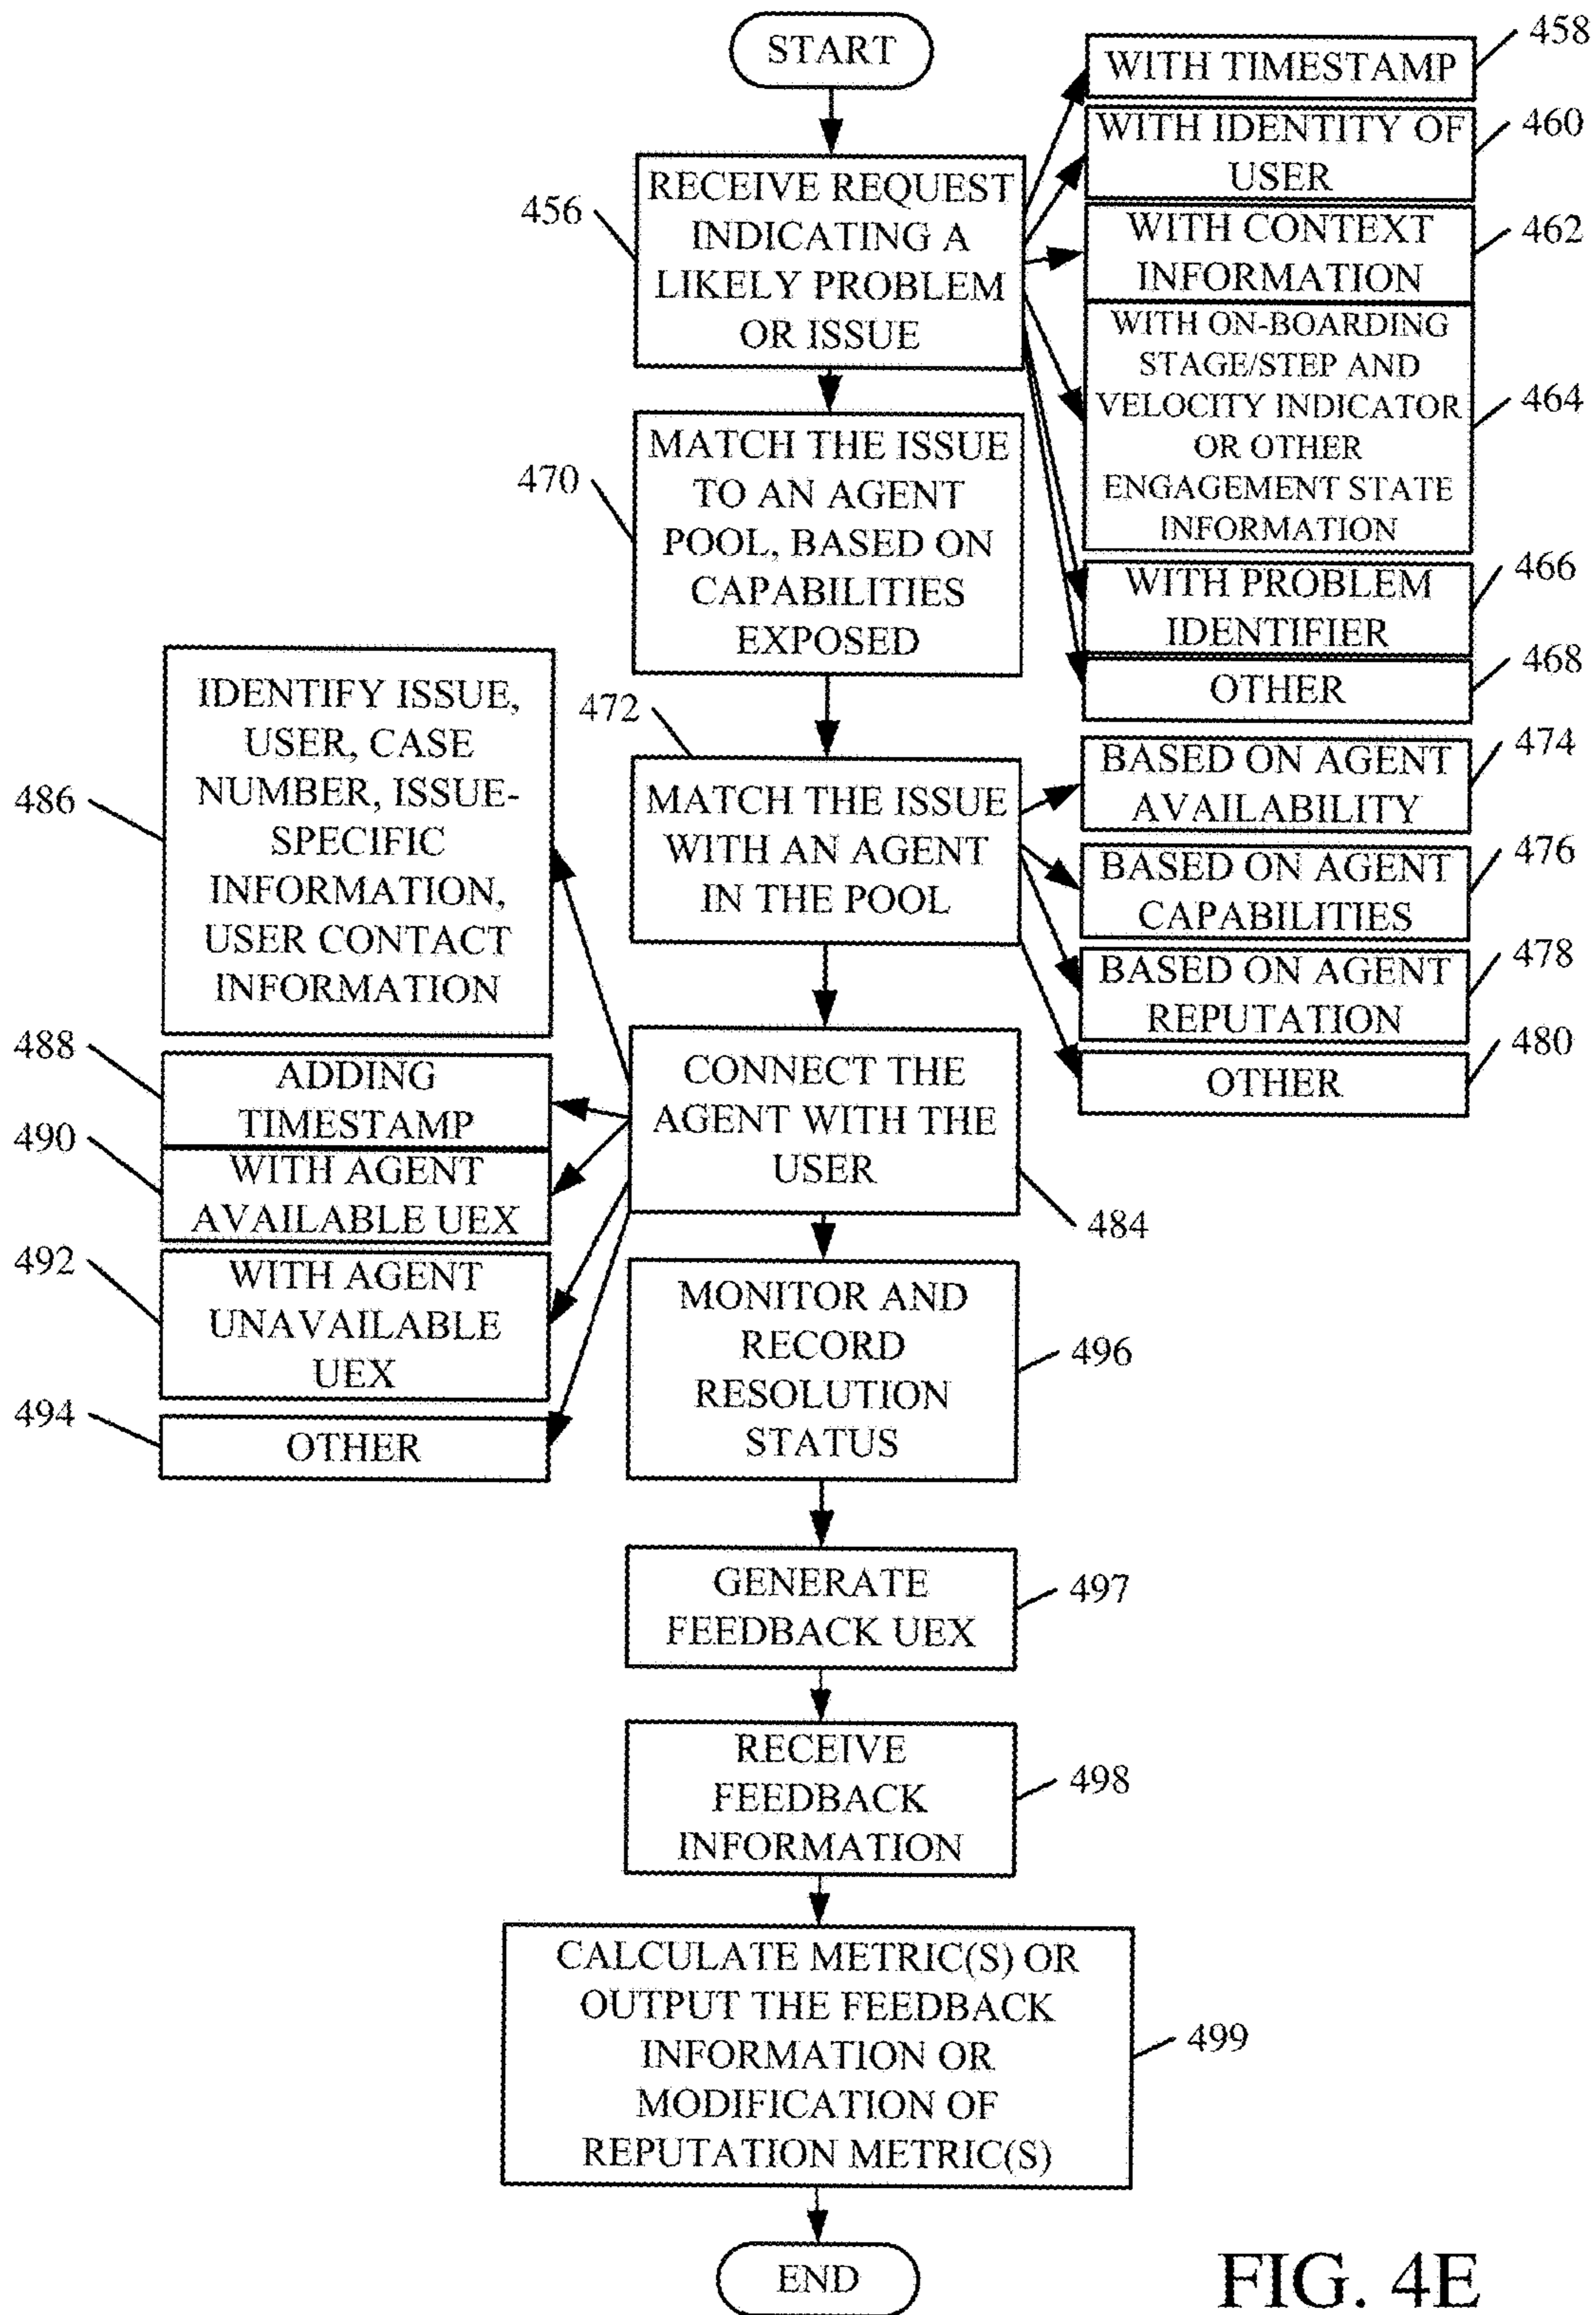 START
WITH TIMESTAMP
458
WITH IDENTITY OF
USER
460
456
RECEIVE REQUEST
INDICATING A
LIKELY PROBLEM
OR ISSUE
WITH CONTEXT
INFORMATION
462
WITH ON-BOARDING
STAGE/STEP AND
VELOCITY INDICATOR
OR OTHER
ENGAGEMENT STATE
INFORMATION
464
470
MATCH THE ISSUE
TO AN AGENT
POOL, BASED ON
CAPABILITIES
EXPOSED
WITH PROBLEM
IDENTIFIER
466
OTHER
468
472
MATCH THE ISSUE
WITH AN AGENT
IN THE POOL
BASED ON AGENT
AVAILABILITY
474
BASED ON AGENT
CAPABILITIES
476
BASED ON AGENT
REPUTATION
478
OTHER
480
486
IDENTIFY ISSUE,
USER, CASE
NUMBER, ISSUE-
SPECIFIC
INFORMATION,
USER CONTACT
INFORMATION
CONNECT THE
AGENT WITH THE
USER
484
488
ADDING
TIMESTAMP
490
WITH AGENT
AVAILABLE UEX
492
WITH AGENT
UNAVAILABLE
UEX
494
OTHER
MONITOR AND
RECORD
RESOLUTION
STATUS
496
GENERATE
FEEDBACK UEX
497
RECEIVE
FEEDBACK
INFORMATION
498
CALCULATE METRIC(S) OR
OUTPUT THE FEEDBACK
INFORMATION OR
MODIFICATION OF
REPUTATION METRIC(S)
499
END
FIG. 4E